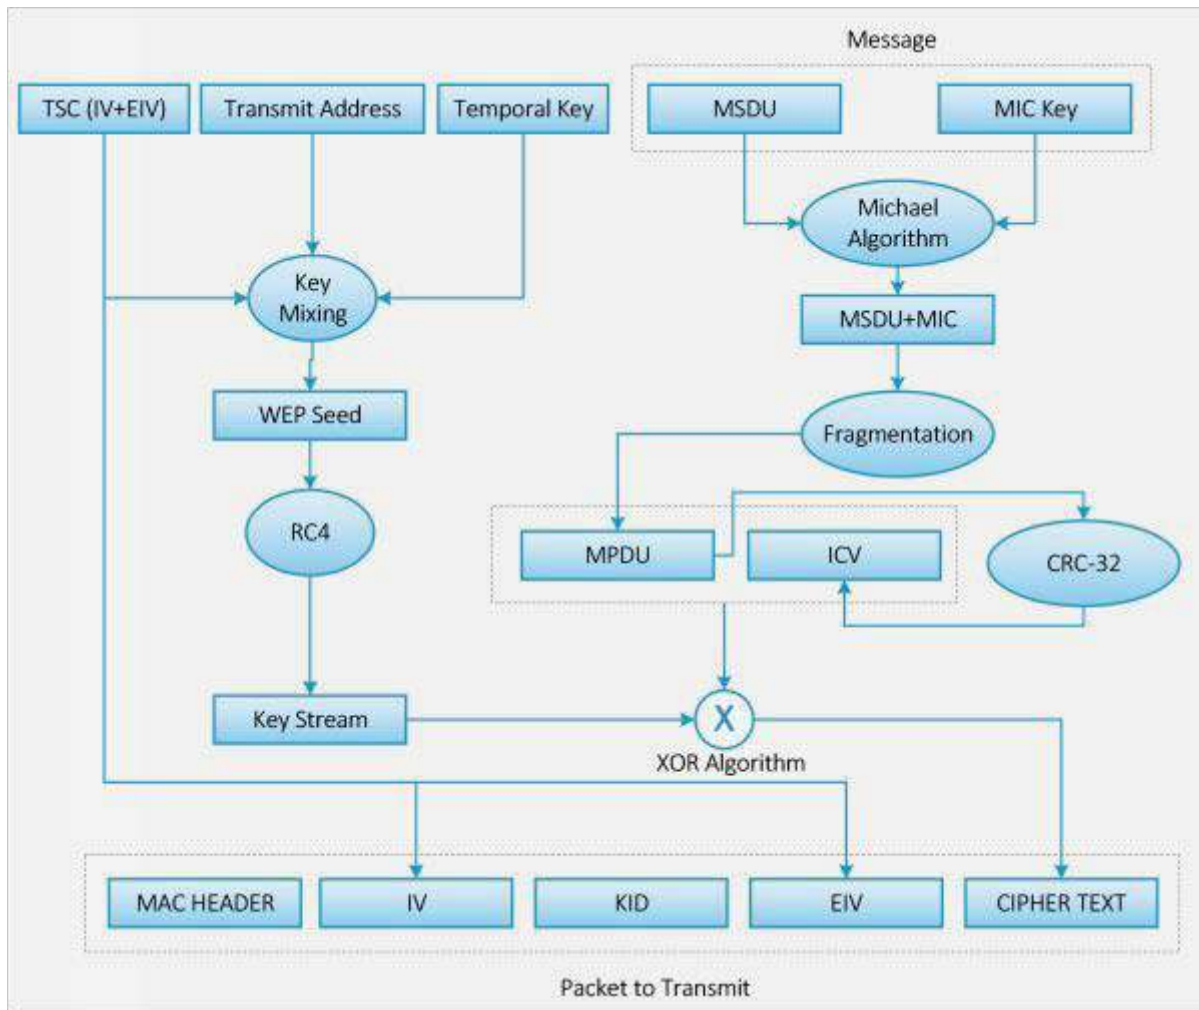 Message
TSC (IV+EIV)
Transmit Address
Temporal Key
MSDU
MIC Key
Michael
Algorithm
Key
Mixing
MSDU+MIC
WEP Seed
Fragmentation
RC4
MPDU
ICV
CRC-32
Key Stream
X
XOR Algorithm
MAC HEADER
IV
KID
EIV
CIPHER TEXT
Packet to Transmit